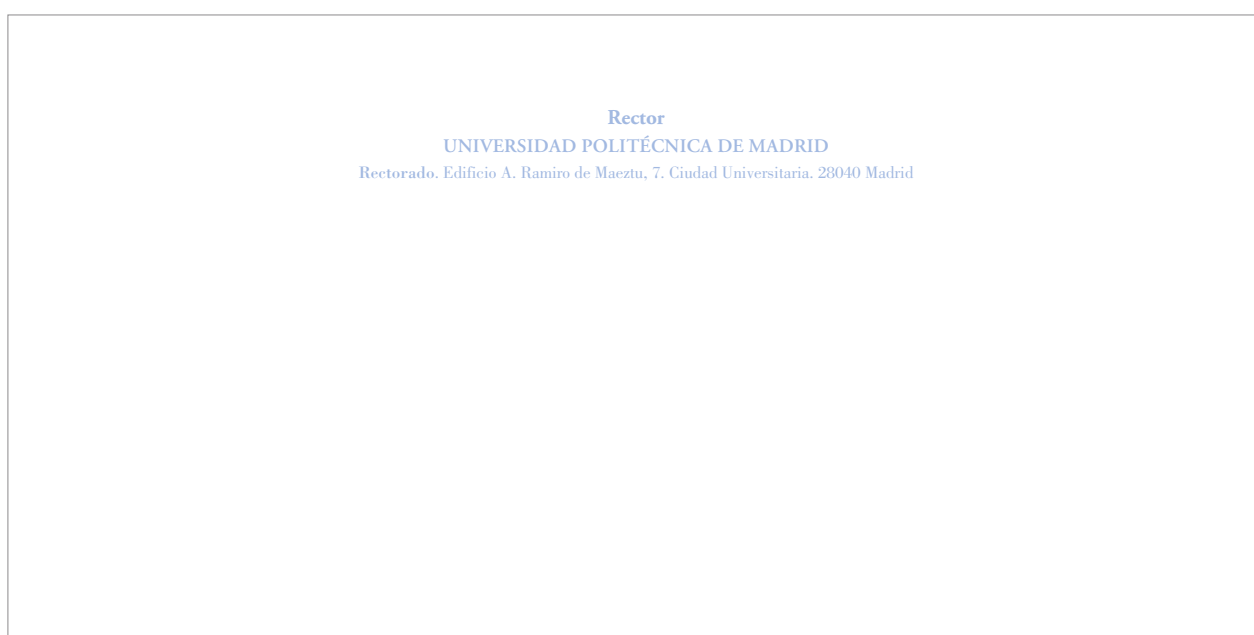 Rector
UNIVERSIDAD POLITÉCNICA DE MADRID
Rectorado. Edificio A. Ramiro de Maeztu, 7. Ciudad Universitaria. 28040 Madrid